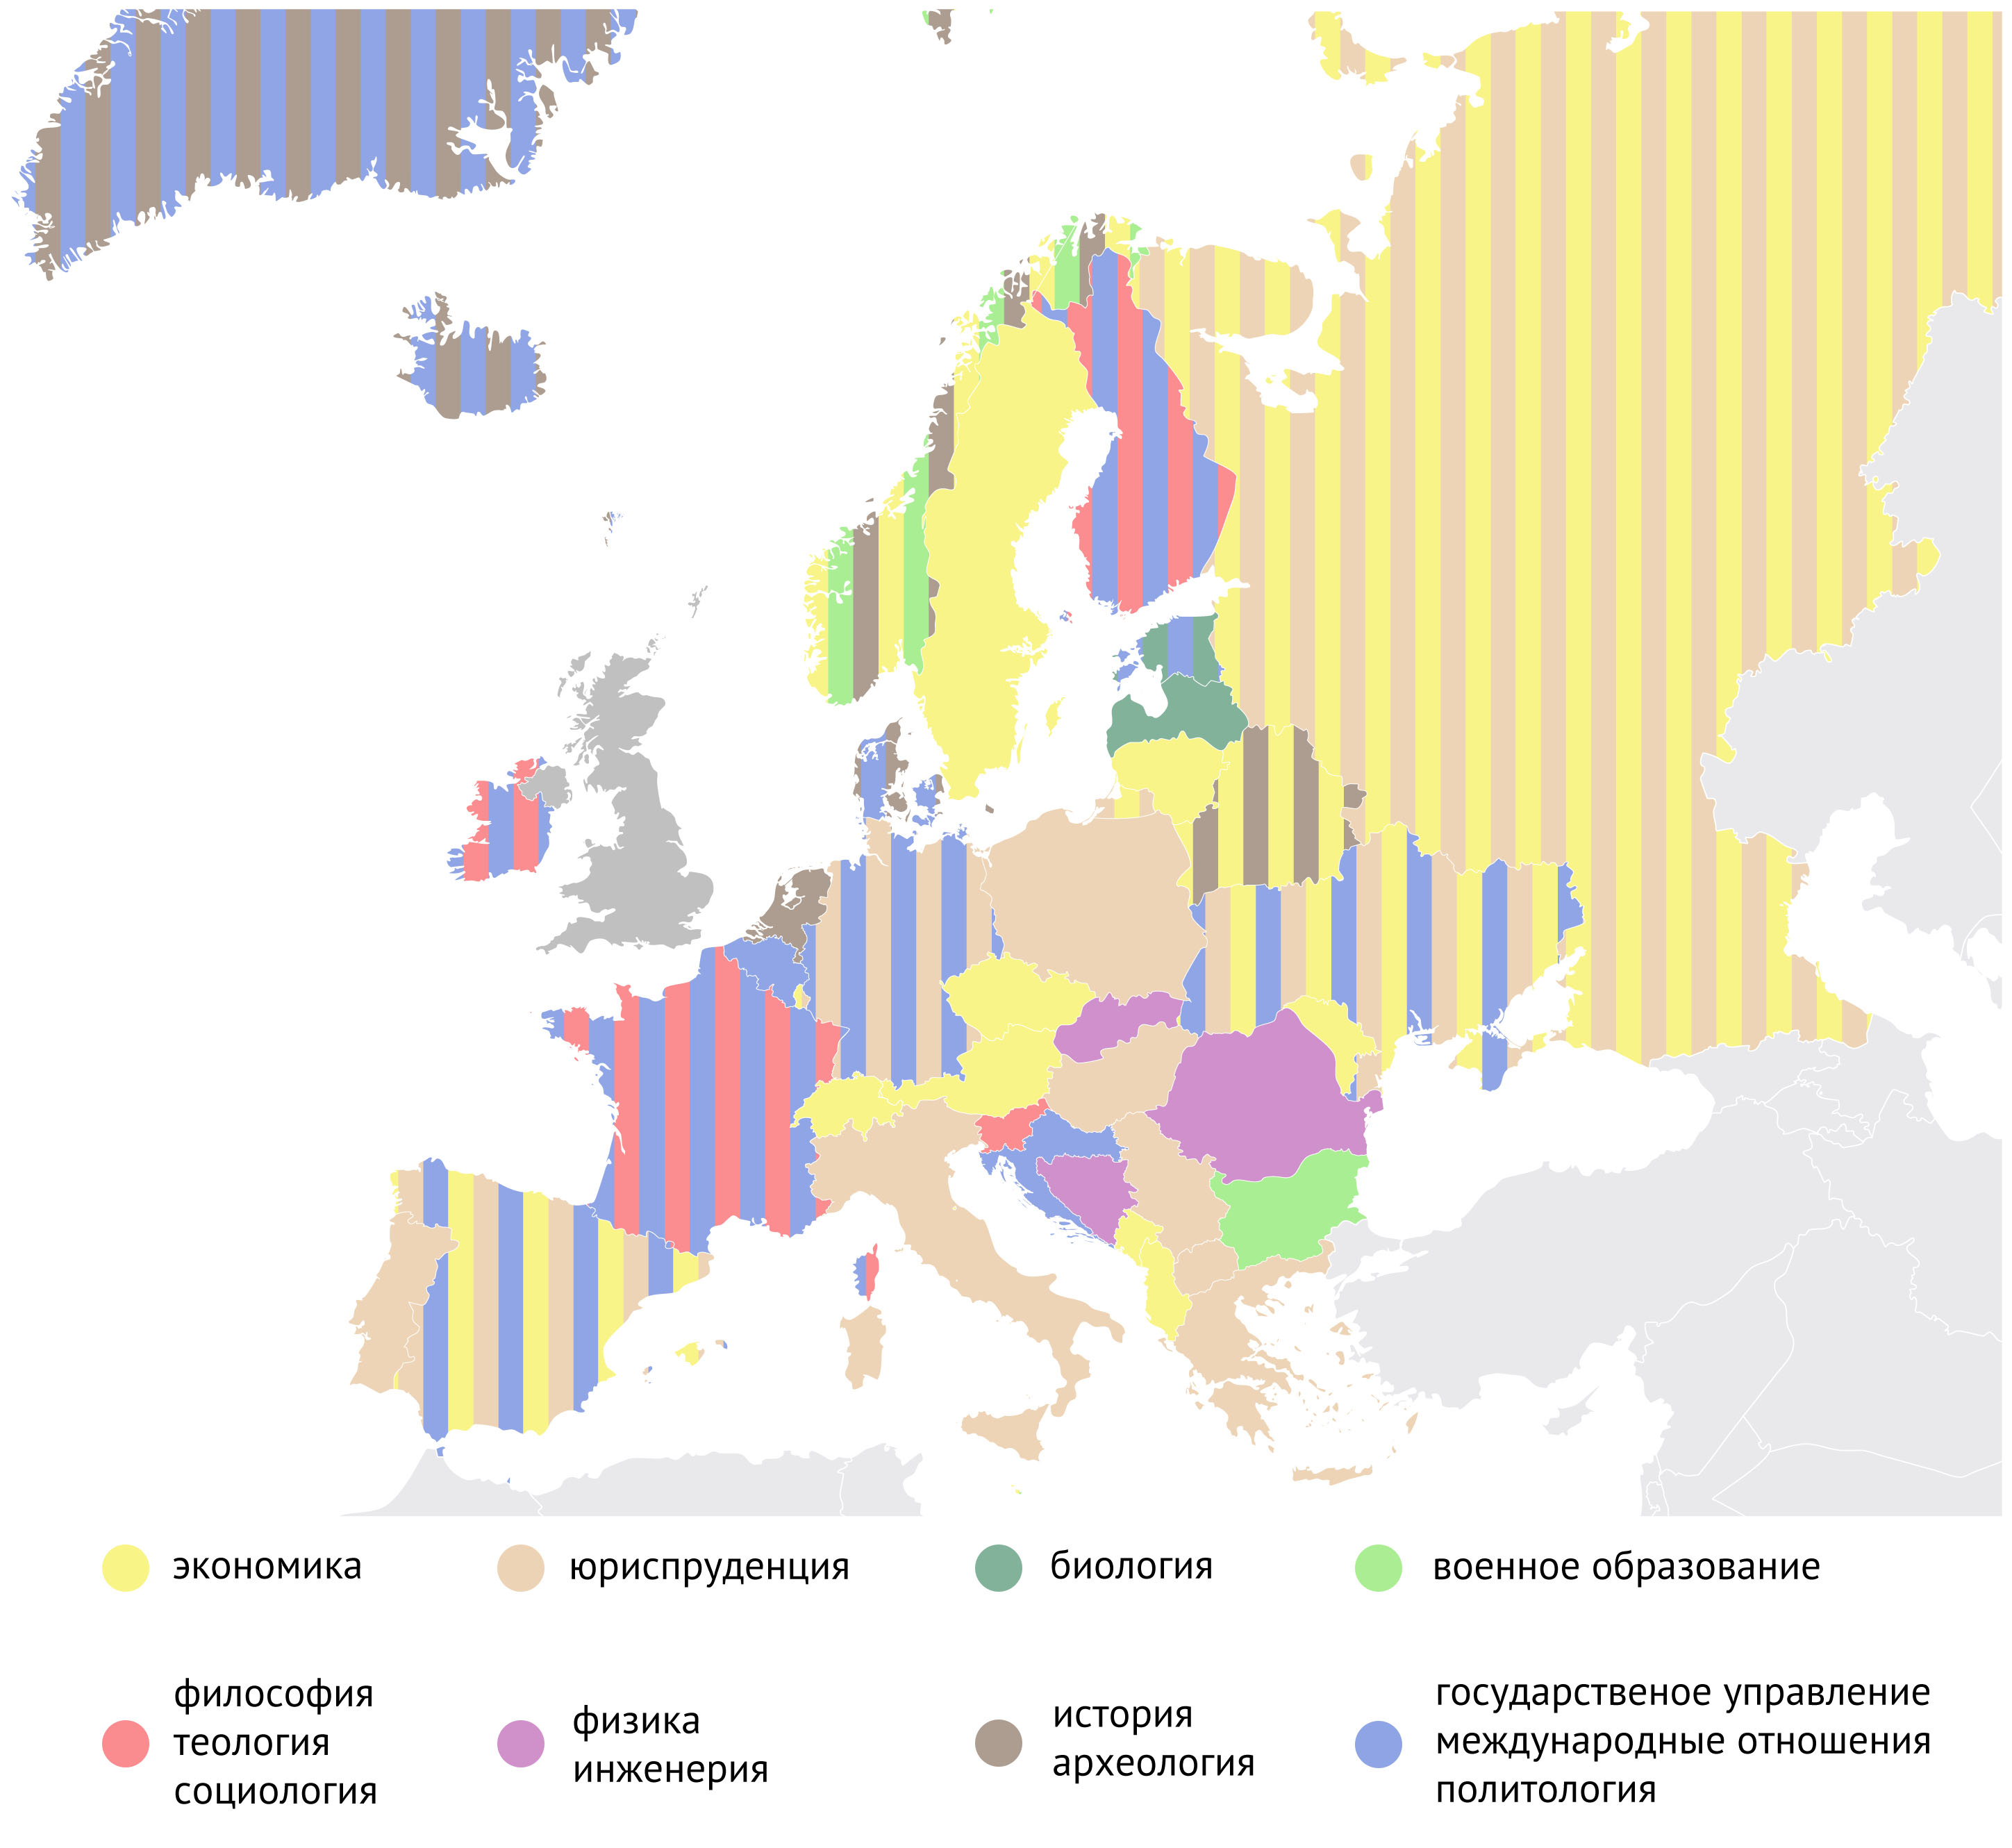 экономика
юриспруденция
биология
военное образование
философия
теология
социология
физика
инженерия
история
археология
государственое управление
международные отношения
политология